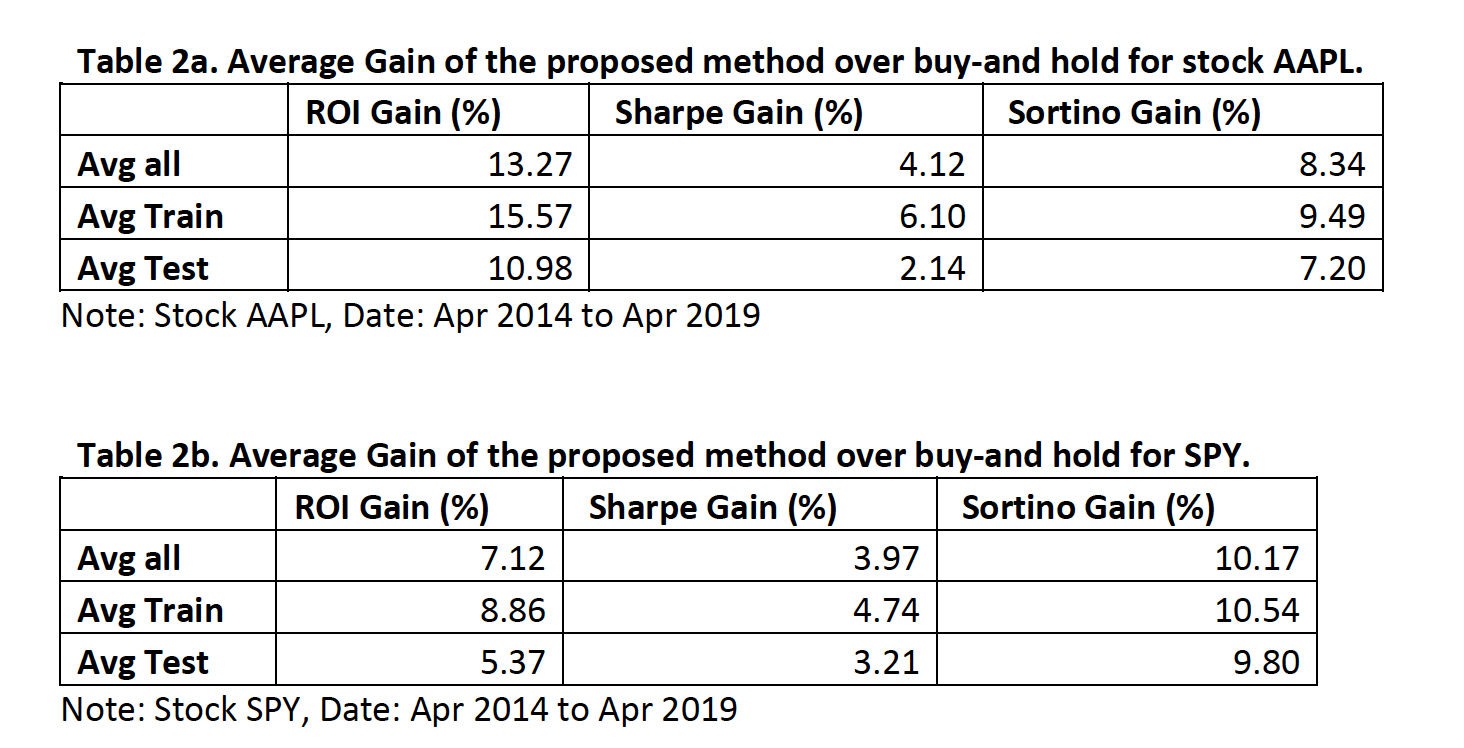 Table 2a. Average Gain of the proposed method over buy-and hold for stock AAPL.
ROI Gain (%) Sharpe Gain (%) Sortino Gain (%)
Avg all 13.27 4.12 8.34
Avg Train 15.57 6.10 9.49
Avg Test 10.98 2.14 7.20
Note: Stock AAPL, Date: Apr 2014 to Apr 2019
Table 2b. Average Gain of the proposed method over buy-and hold for SPY.
ROI Gain (%) Sharpe Gain (%) Sortino Gain (%)
Avg all 7.12 3.97 10.17
Avg Train 8.86 4.74 10.54
Avg Test 5.37 3.21 9.80
Note: Stock SPY, Date: Apr 2014 to Apr 2019